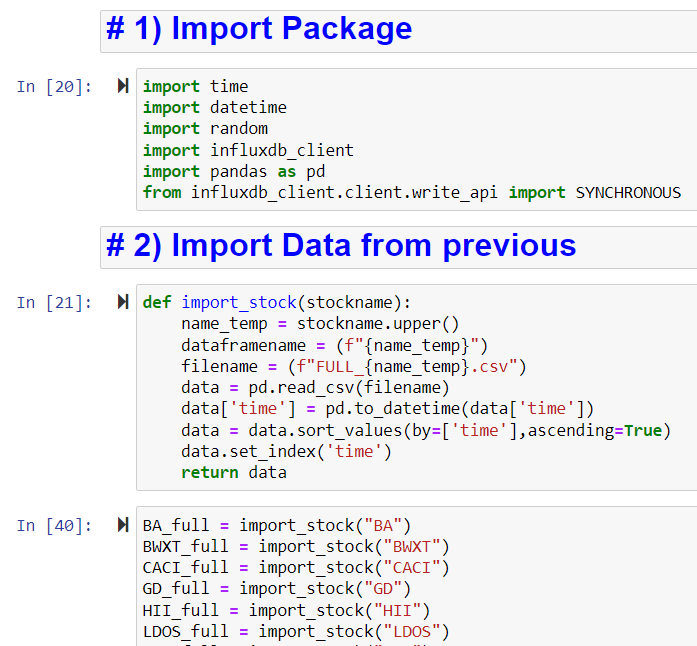 # 1) Import Package
In [20]:
import time
import datetime
import random
import influxdb_client
import pandas as pd
from influxdb_client.client.write_api import SYNCHRONOUS
# 2) Import Data from previous
In [21]:
def import_stock(stockname):
    name_temp = stockname.upper()
    dataframename = (f"{name_temp}")
    filename = (f"FULL_{name_temp}.csv")
    data = pd.read_csv(filename)
    data['time'] = pd.to_datetime(data['time'])
    data = data.sort_values(by=['time'],ascending=True)
    data.set_index('time')
    return data
In [40]:
BA_full = import_stock("BA")
BWXT_full = import_stock("BWXT")
CACI_full = import_stock("CACI")
GD_full = import_stock("GD")
HII_full = import_stock("HII")
LDOS_full = import_stock("LDOS")